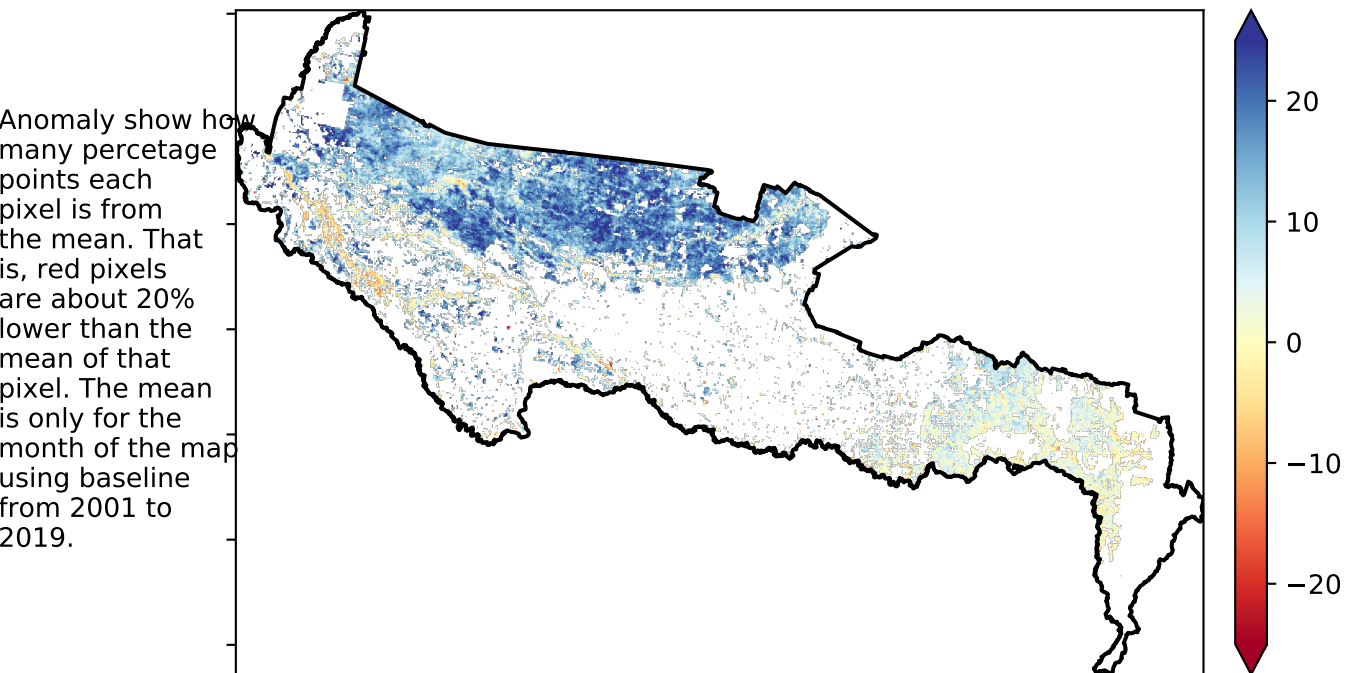 Anomaly show how
many percetage
points each
pixel is from
the mean. That
is, red pixels
are about 20%
lower than the
mean of that
pixel. The mean
is only for the
month of the map
using baseline
from 2001 to
2019.
20
10
0
−10
−20